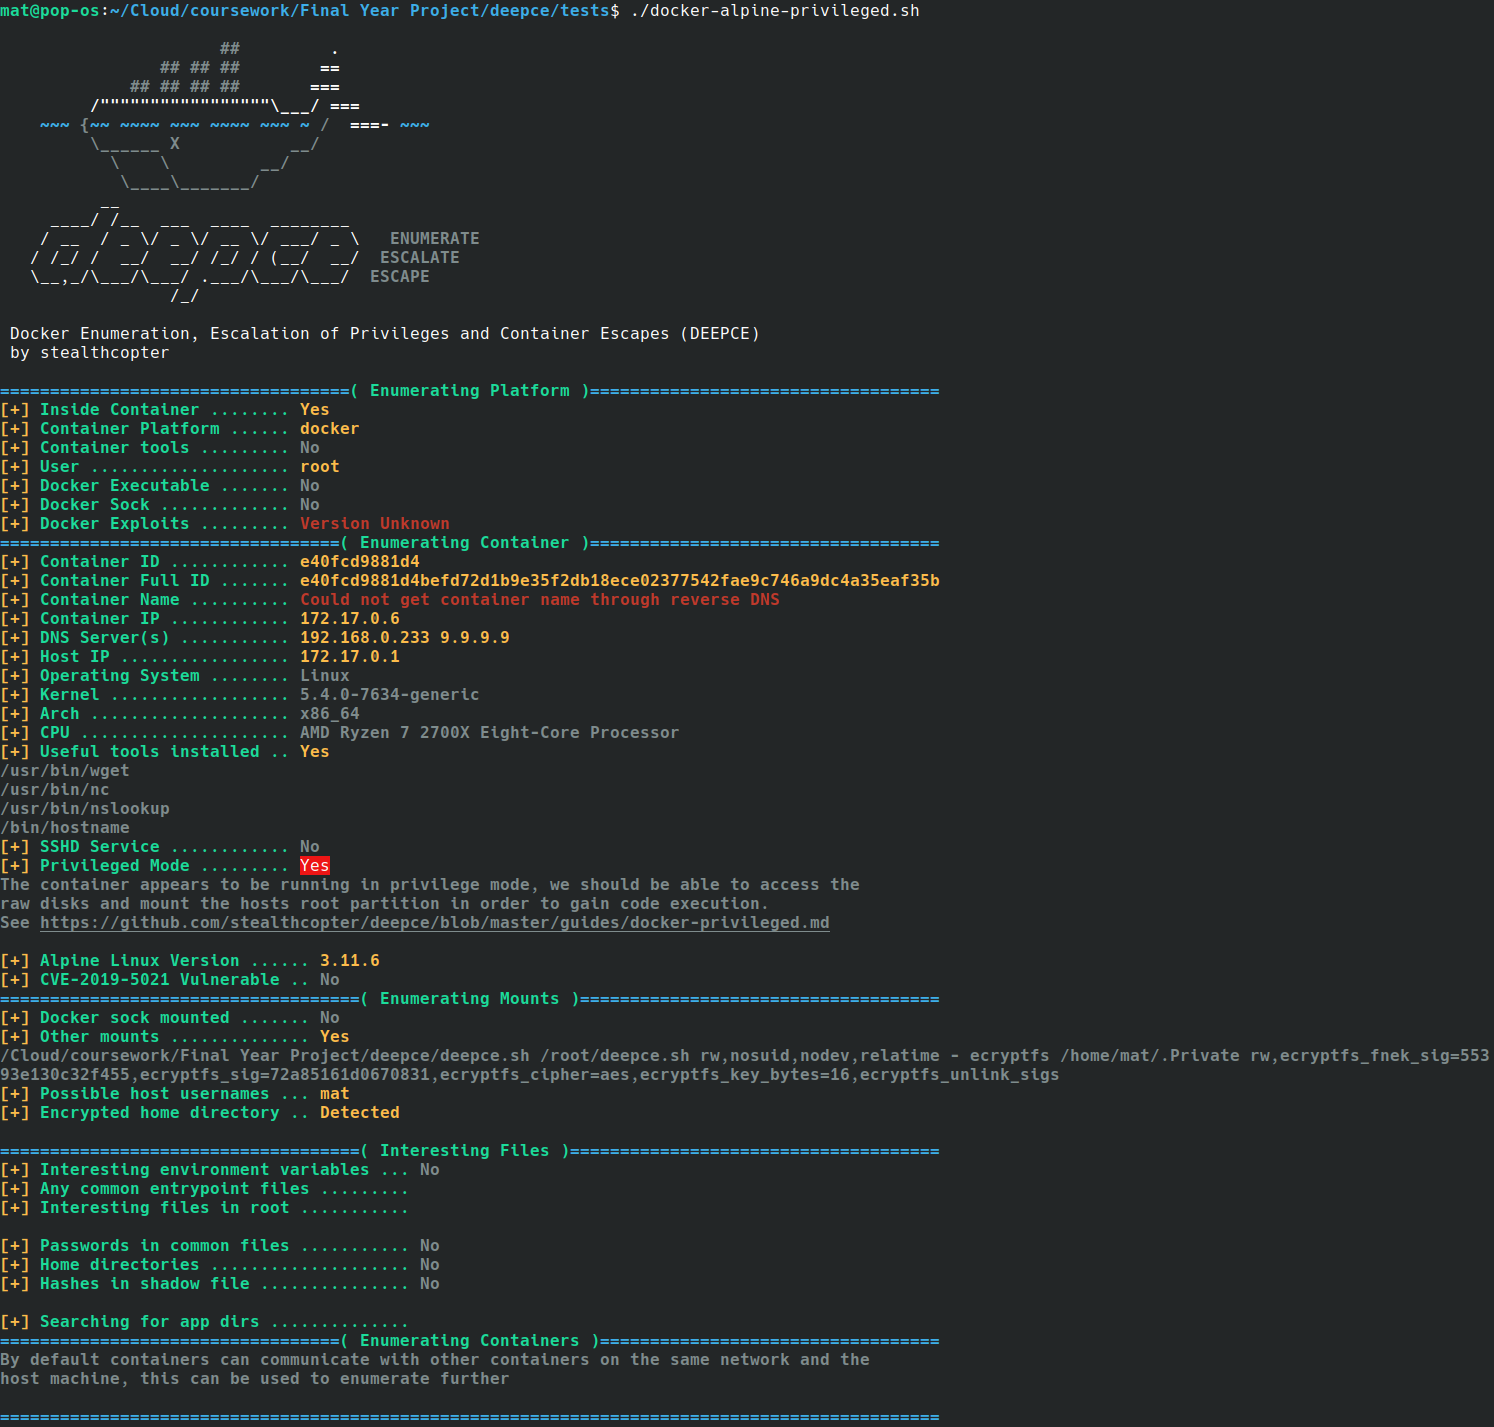 mat@pop-os:~/Cloud/coursework/Final Year Project/deepce/tests$ ./docker-alpine-privileged.sh
                      ##         .
                ## ## ##        ==
             ## ## ## ##       ===
         /"""""""""""""""""\___/ ===
    ~~~ {~~ ~~~~ ~~~ ~~~~ ~~~ ~ /  ===- ~~~
         \______ X           __/
           \    \         __/
            \____\_______/
          __
     ____/ /__  ___  ____  ________
    / __  / _ \/ _ \/ __ \/ ___/ _ \   ENUMERATE
   / /_/ /  __/  __/ /_/ / (__/  __/  ESCALATE
   \__,_/\___/\___/ .___/\___/\___/  ESCAPE
                 /_/
 Docker Enumeration, Escalation of Privileges and Container Escapes (DEEPCE)
 by stealthcopter
===================================( Enumerating Platform )===================================
[+] Inside Container ........ Yes
[+] Container Platform ...... docker
[+] Container tools ......... No
[+] User .................... root
[+] Docker Executable ....... No
[+] Docker Sock ............. No
[+] Docker Exploits ......... Version Unknown
==================================( Enumerating Container )===================================
[+] Container ID ............ e40fcd9881d4
[+] Container Full ID ....... e40fcd9881d4befd72d1b9e35f2db18ece02377542fae9c746a9dc4a35eaf35b
[+] Container Name .......... Could not get container name through reverse DNS
[+] Container IP ............ 172.17.0.6
[+] DNS Server(s) ........... 192.168.0.233 9.9.9.9
[+] Host IP ................. 172.17.0.1
[+] Operating System ........ Linux
[+] Kernel .................. 5.4.0-7634-generic
[+] Arch .................... x86_64
[+] CPU ..................... AMD Ryzen 7 2700X Eight-Core Processor
[+] Useful tools installed .. Yes
/usr/bin/wget
/usr/bin/nc
/usr/bin/nslookup
/bin/hostname
[+] SSHD Service ............ No
[+] Privileged Mode ......... Yes
The container appears to be running in privilege mode, we should be able to access the
raw disks and mount the hosts root partition in order to gain code execution.
See https://github.com/stealthcopter/deepce/blob/master/guides/docker-privileged.md
[+] Alpine Linux Version ...... 3.11.6
[+] CVE-2019-5021 Vulnerable .. No
====================================( Enumerating Mounts )====================================
[+] Docker sock mounted ....... No
[+] Other mounts .............. Yes
/Cloud/coursework/Final Year Project/deepce/deepce.sh /root/deepce.sh rw,nosuid,nodev,relatime - ecryptfs /home/mat/.Private rw,ecryptfs_fnek_sig=553
93e130c32f455,ecryptfs_sig=72a85161d0670831,ecryptfs_cipher=aes,ecryptfs_key_bytes=16,ecryptfs_unlink_sigs
[+] Possible host usernames ... mat
[+] Encrypted home directory .. Detected
====================================( Interesting Files )=====================================
[+] Interesting environment variables ... No
[+] Any common entrypoint files .........
[+] Interesting files in root ...........
[+] Passwords in common files ........... No
[+] Home directories .................... No
[+] Hashes in shadow file ............... No
[+] Searching for app dirs ..............
==================================( Enumerating Containers )==================================
By default containers can communicate with other containers on the same network and the
host machine, this can be used to enumerate further
==============================================================================================